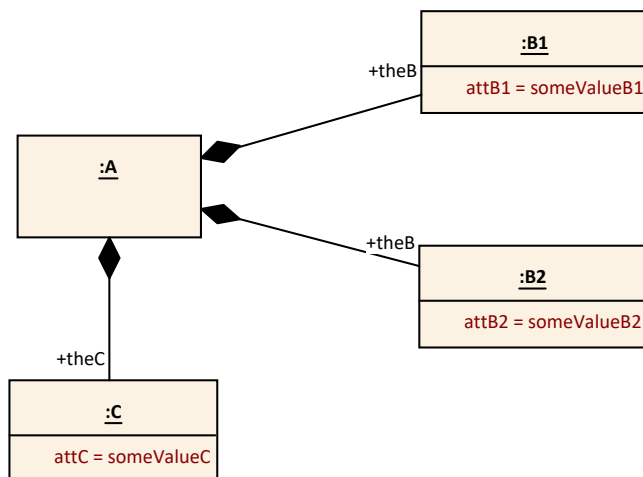 :B1
+theB
attB1 = someValueB1
:A
+theB
:B2
attB2 = someValueB2
+theC
:C
attC = someValueC